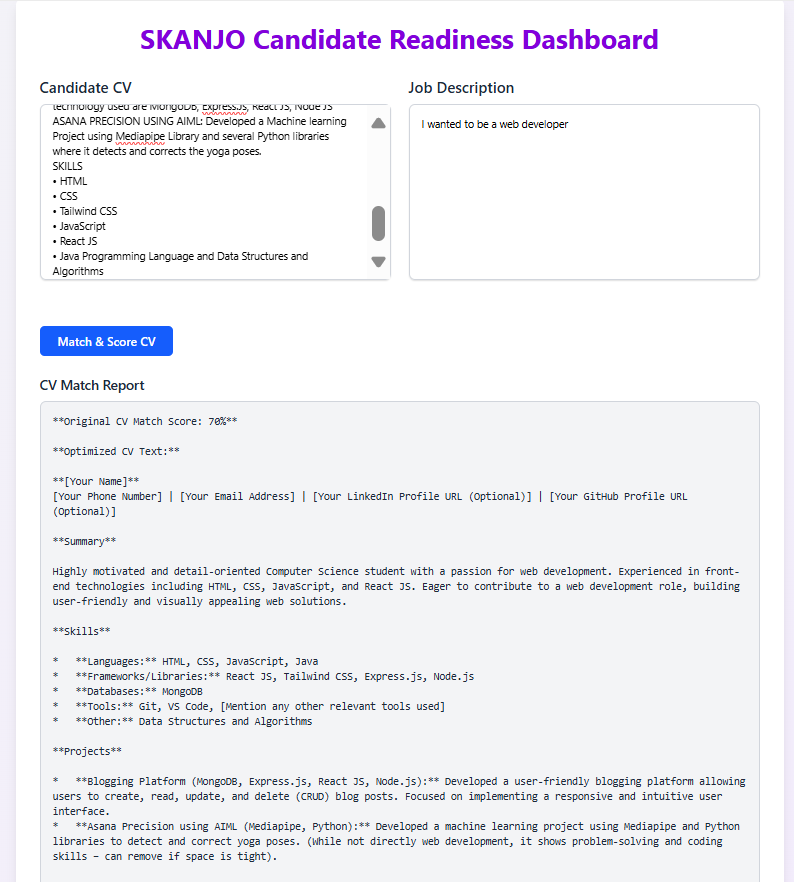 SKANJO Candidate Readiness Dashboard
Candidate CV
Job Description
technology used are MongoDB, ExpressJS, React JS, Node JS
ASANA PRECISION USING AIML: Developed a Machine learning
Project using Mediapipe Library and several Python libraries
where it detects and corrects the yoga poses.
SKILLS
• HTML
• CSS
• Tailwind CSS
• JavaScript
• React JS
• Java Programming Language and Data Structures and
Algorithms
I wanted to be a web developer
Match & Score CV
CV Match Report
**Original CV Match Score: 70%**
**Optimized CV Text:**
**[Your Name]**
[Your Phone Number] | [Your Email Address] | [Your LinkedIn Profile URL (Optional)] | [Your GitHub Profile URL
(Optional)]
**Summary**
Highly motivated and detail-oriented Computer Science student with a passion for web development. Experienced in front-
end technologies including HTML, CSS, JavaScript, and React JS. Eager to contribute to a web development role, building
user-friendly and visually appealing web solutions.
**Skills**
*   **Languages:** HTML, CSS, JavaScript, Java
*   **Frameworks/Libraries:** React JS, Tailwind CSS, Express.js, Node.js
*   **Databases:** MongoDB
*   **Tools:** Git, VS Code, [Mention any other relevant tools used]
*   **Other:** Data Structures and Algorithms
**Projects**
*   **Blogging Platform (MongoDB, Express.js, React JS, Node.js):** Developed a user-friendly blogging platform allowing
users to create, read, update, and delete (CRUD) blog posts. Focused on implementing a responsive and intuitive user
interface.
*   **Asana Precision using AIML (Mediapipe, Python):** Developed a machine learning project using Mediapipe and Python
libraries to detect and correct yoga poses. (While not directly web development, it shows problem-solving and coding
skills – can remove if space is tight).